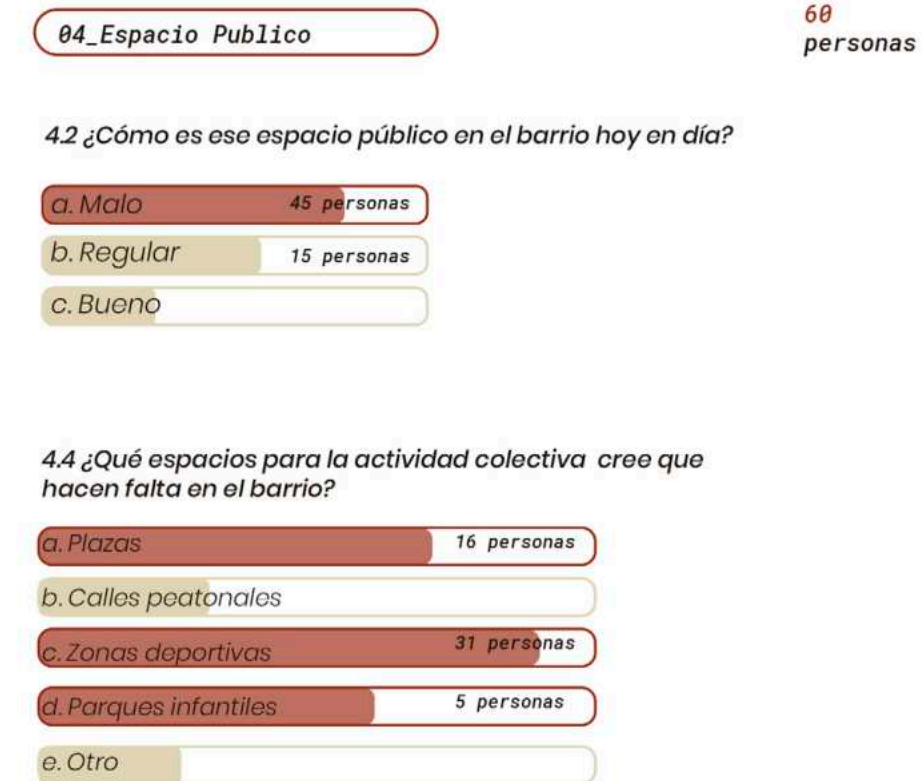 04_Espacio Publico
60
personas
4.2 ¿Cómo es ese espacio público en el barrio hoy en día?
a. Malo 45 personas
b. Regular 15 personas
c. Bueno
4.4 ¿Qué espacios para la actividad colectiva cree que
hacen falta en el barrio?
a. Plazas 16 personas
b. Calles peatonales
c. Zonas deportivas 31 personas
d. Parques infantiles 5 personas
e. Otro